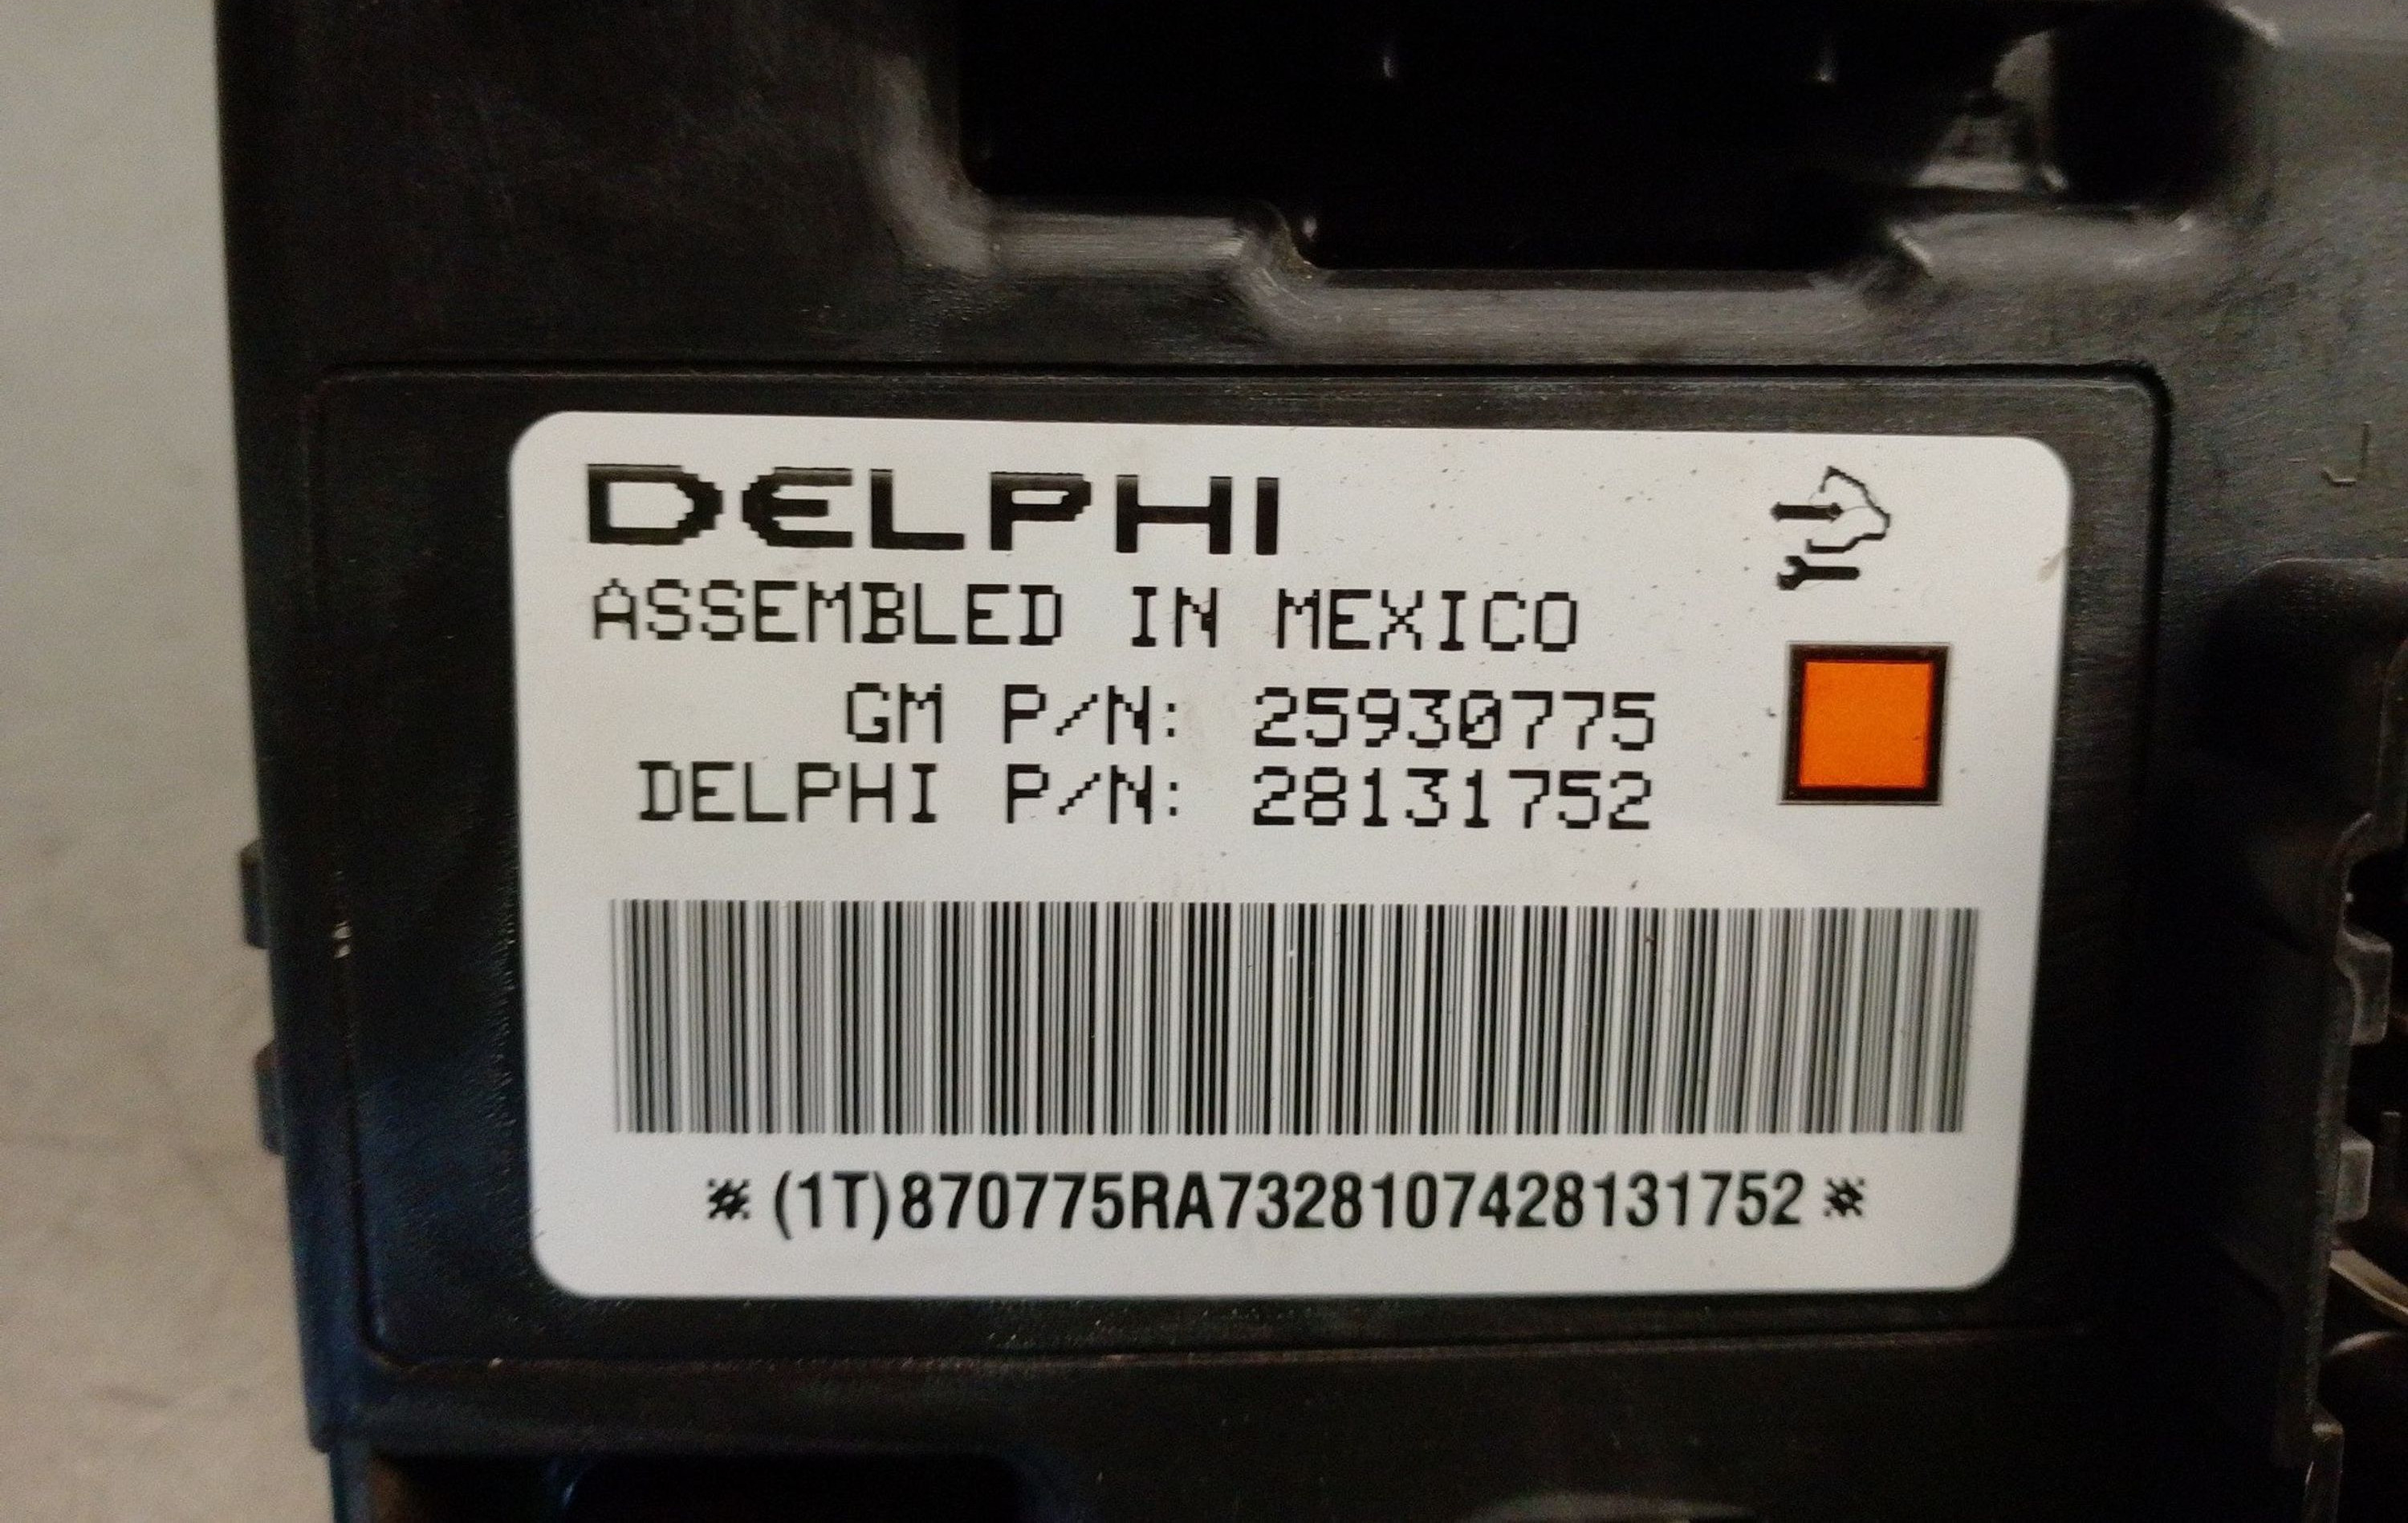 DELPHI
ASSEMBLED IN MEXICO
GM P/N: 25930775
DELPHI P/N: 28131752
*(1T)870775RA7328107428131752*